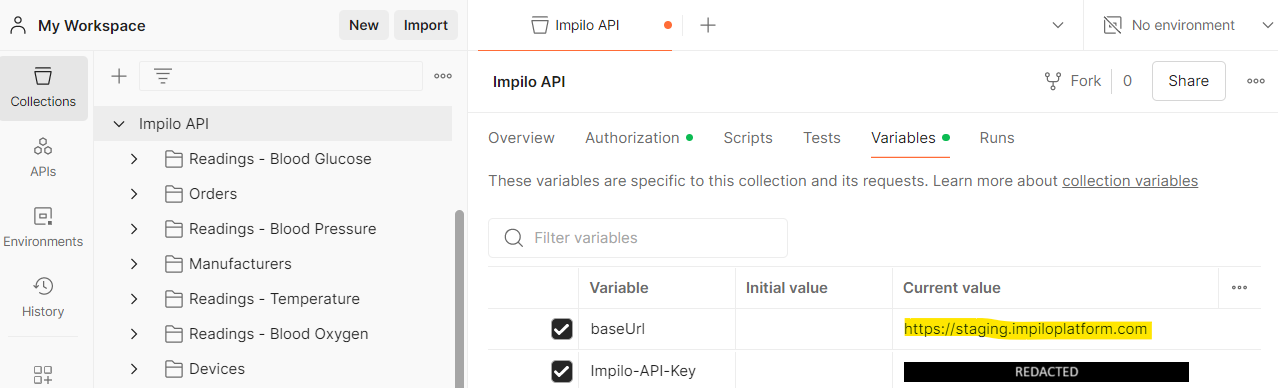 My Workspace
New
Import
Collections
APIs
Environments
History
Impilo API
Readings - Blood Glucose
Orders
Readings - Blood Pressure
Manufacturers
Readings - Temperature
Readings - Blood Oxygen
Devices
Impilo API
No environment
Impilo API
Fork
0
Share
Overview
Authorization
Scripts
Tests
Variables
Runs
These variables are specific to this collection and its requests. Learn more about collection variables
Filter variables
Variable
Initial value
Current value
baseUrl
https://staging.impiloplatform.com
Impilo-API-Key
REDACTED